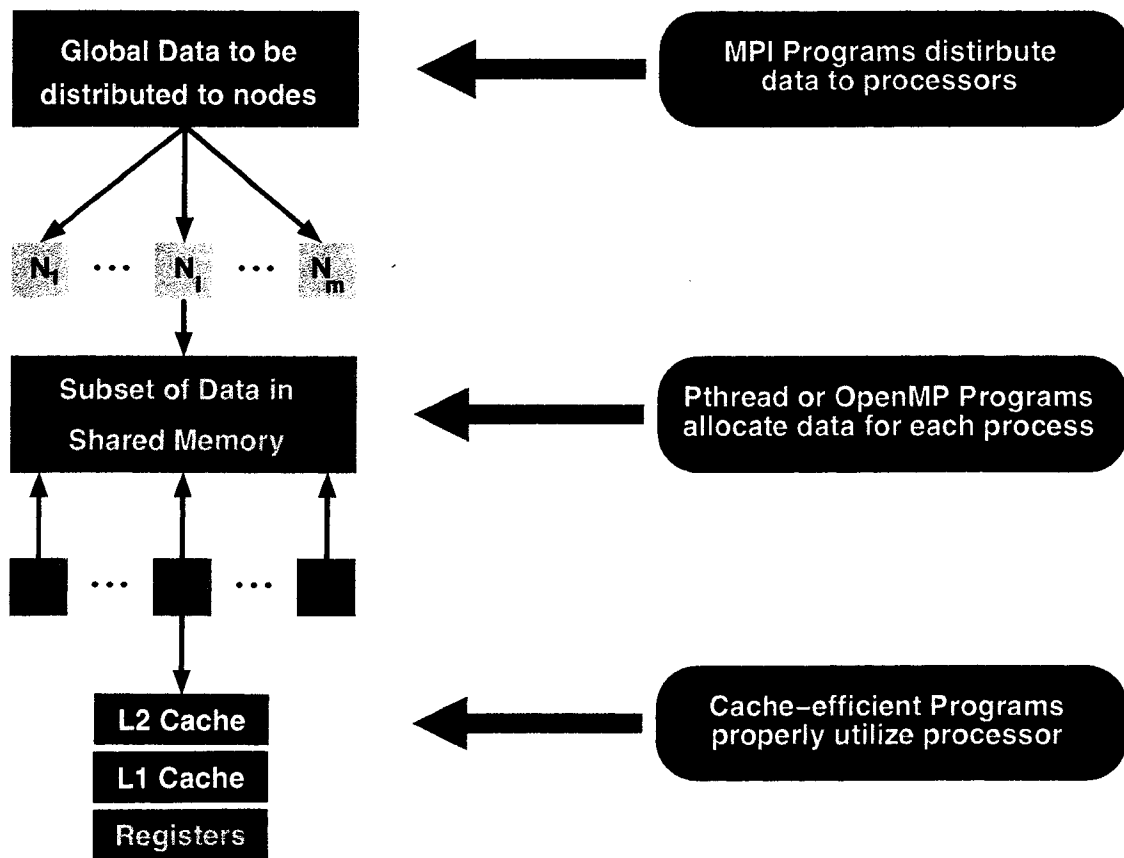 Global Data to be
distributed to nodes
MPI Programs distirbute
data to processors
N1 ... Ni ... Nm
Subset of Data in
Shared Memory
Pthread or OpenMP Programs
allocate data for each process
... ...
L2 Cache
L1 Cache
Registers
Cache-efficient Programs
properly utilize processor